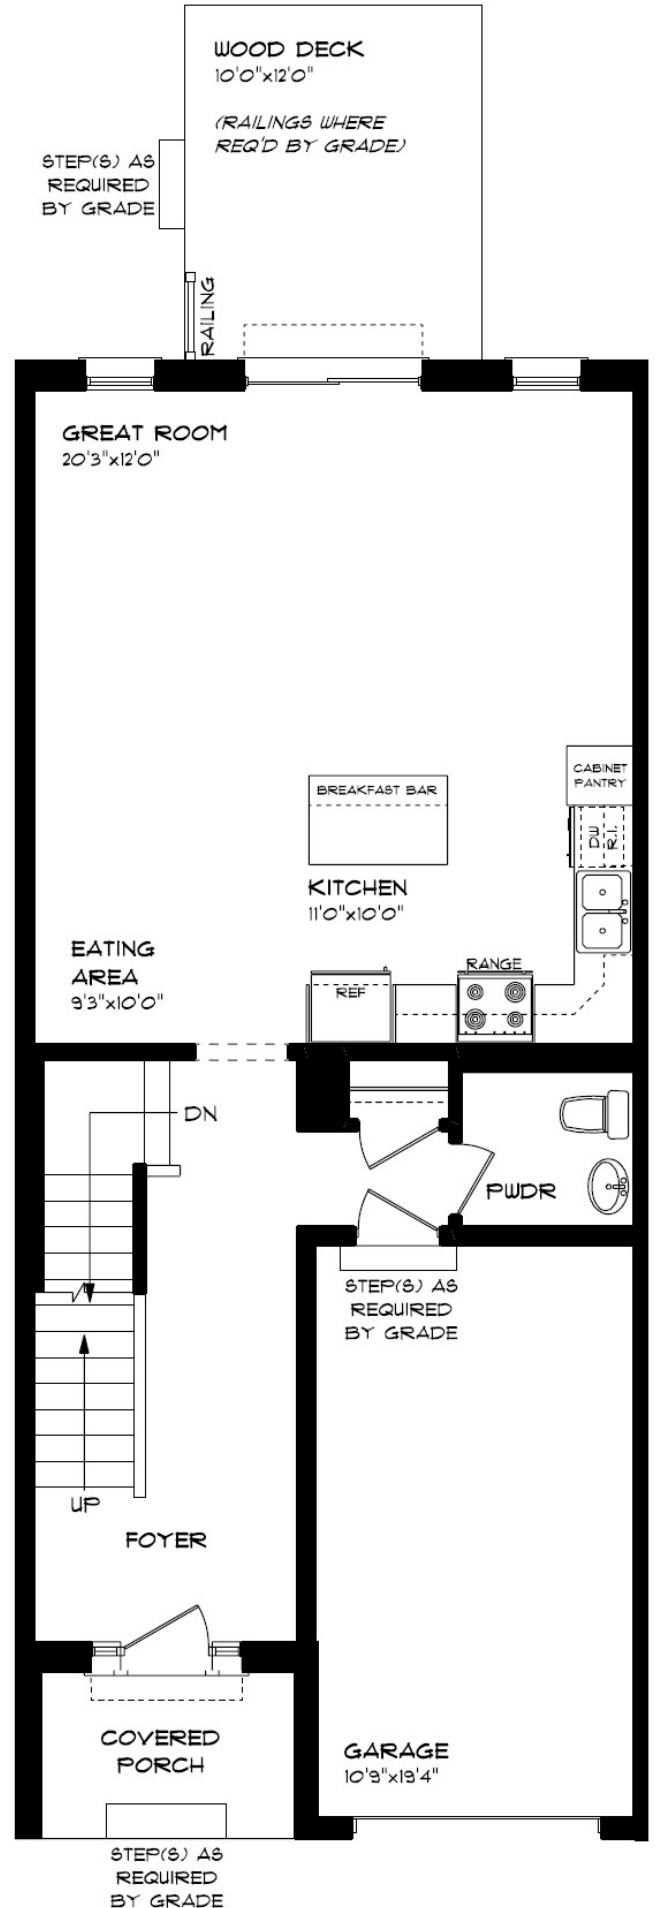 WOOD DECK
10'0"x12'0"
(RAILINGS WHERE
REQ'D BY GRADE)
STEP(S) AS
REQUIRED
BY GRADE
RAILING
GREAT ROOM
20'3"x12'0"
CABINET
PANTRY
BREAKFAST BAR
DW
R.I.
KITCHEN
11'0"x10'0"
EATING
AREA
9'3"x10'0"
RANGE
REF
DN
PWDR
STEP(S) AS
REQUIRED
BY GRADE
UP
FOYER
COVERED
PORCH
GARAGE
10'9"x19'4"
STEP(S) AS
REQUIRED
BY GRADE